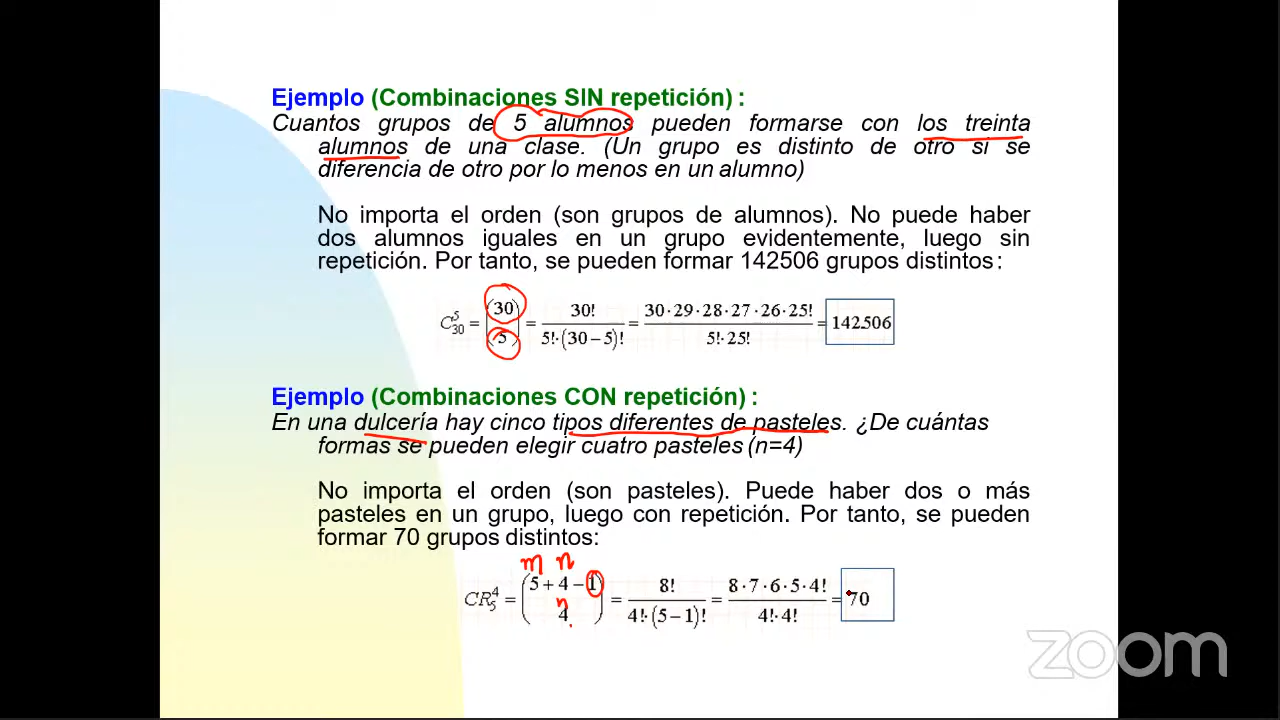 Ejemplo (Combinaciones SIN repetición) :
Cuantos grupos de 5 alumnos pueden formarse con los treinta
alumnos de una clase. (Un grupo es distinto de otro si se
diferencia de otro por lo menos en un alumno)
No importa el orden (son grupos de alumnos). No puede haber
dos alumnos iguales en un grupo evidentemente, luego sin
repetición. Por tanto, se pueden formar 142506 grupos distintos :
C₃₀⁵ = (30 5) = 30! / 5!·(30−5)! = 30·29·28·27·26·25! / 5!·25! = 142.506
Ejemplo (Combinaciones CON repetición) :
En una dulcería hay cinco tipos diferentes de pasteles. ¿De cuántas
formas se pueden elegir cuatro pasteles (n=4)
No importa el orden (son pasteles). Puede haber dos o más
pasteles en un grupo, luego con repetición. Por tanto, se pueden
formar 70 grupos distintos:
m n
CR₅⁴ = (5+4−1 4) = 8! / 4!·(5−1)! = 8·7·6·5·4! / 4!·4! = 70
n
zoom